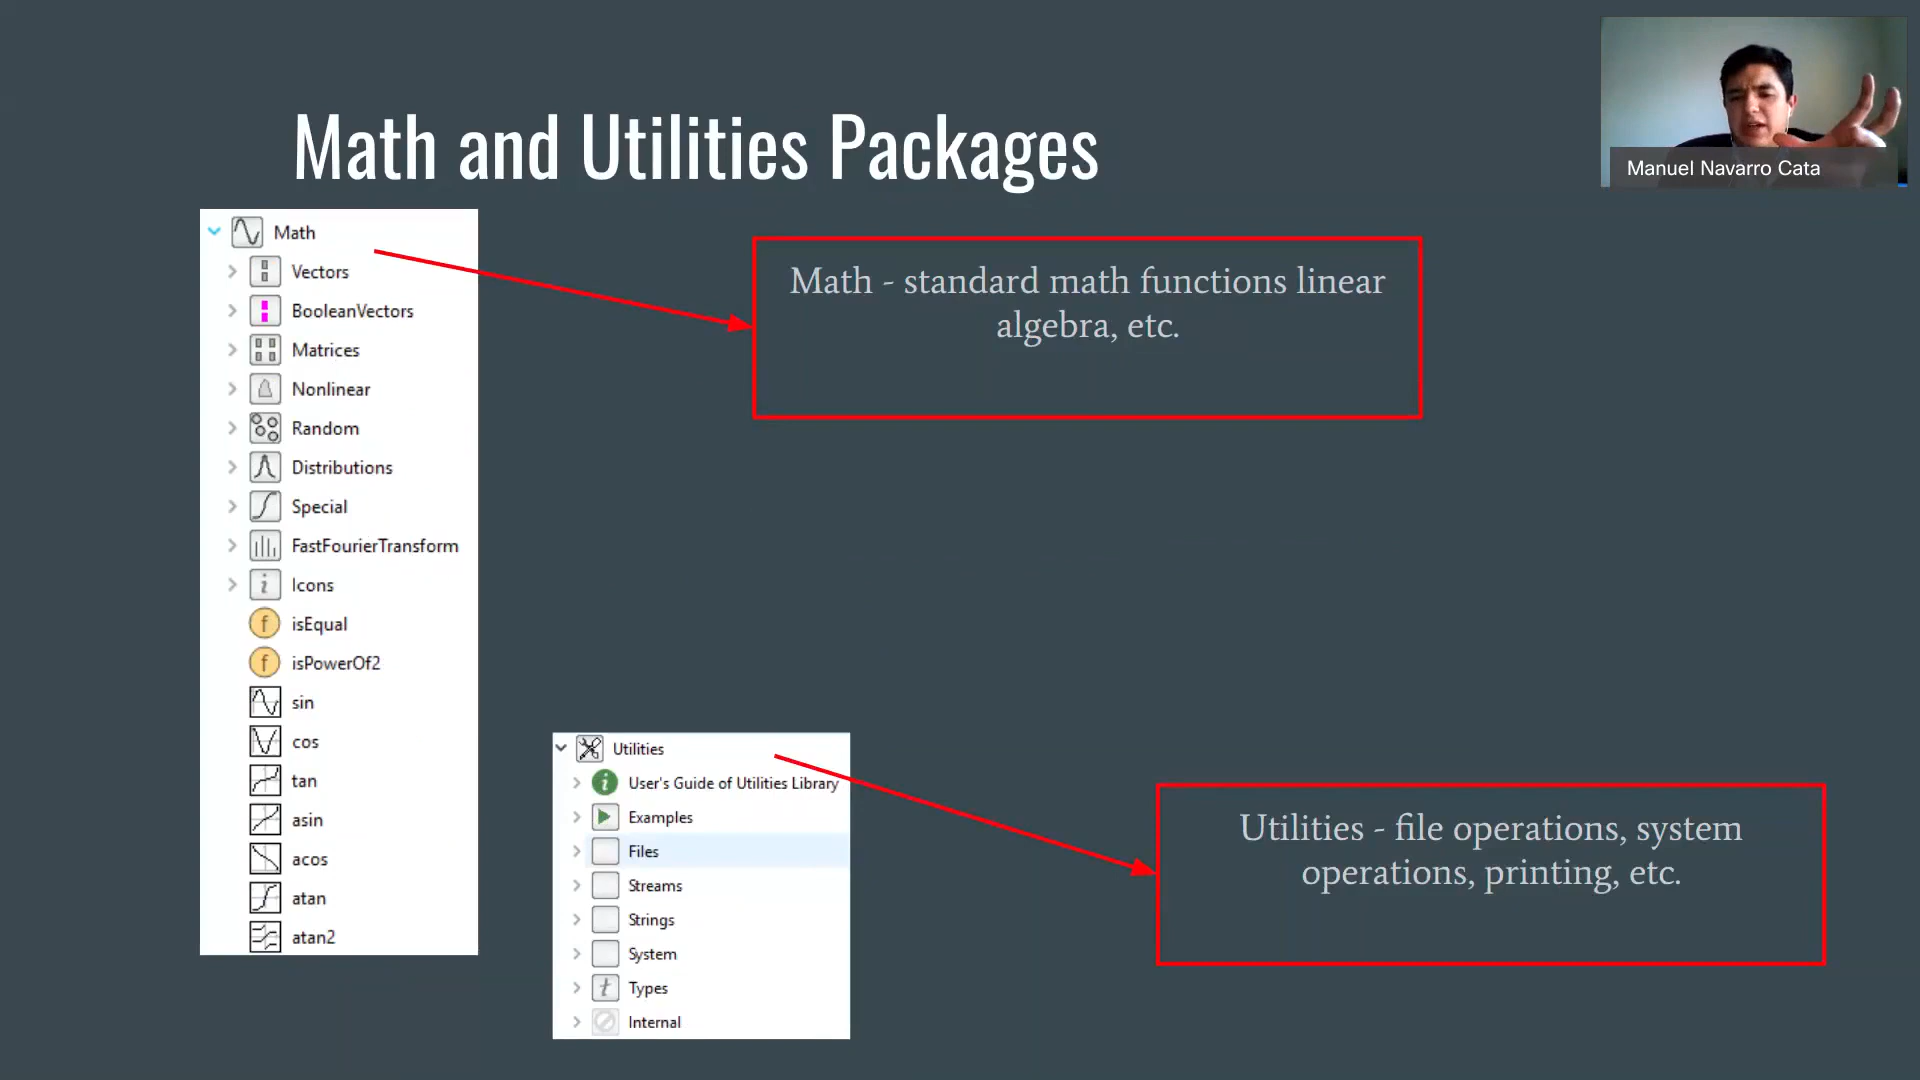 Math and Utilities Packages
Manuel Navarro Cata
Math
Vectors
BooleanVectors
Matrices
Nonlinear
Random
Distributions
Special
FastFourierTransform
Icons
isEqual
isPowerOf2
sin
cos
tan
asin
acos
atan
atan2
Math - standard math functions linear
algebra, etc.
Utilities
User's Guide of Utilities Library
Examples
Files
Streams
Strings
System
Types
Internal
Utilities - file operations, system
operations, printing, etc.